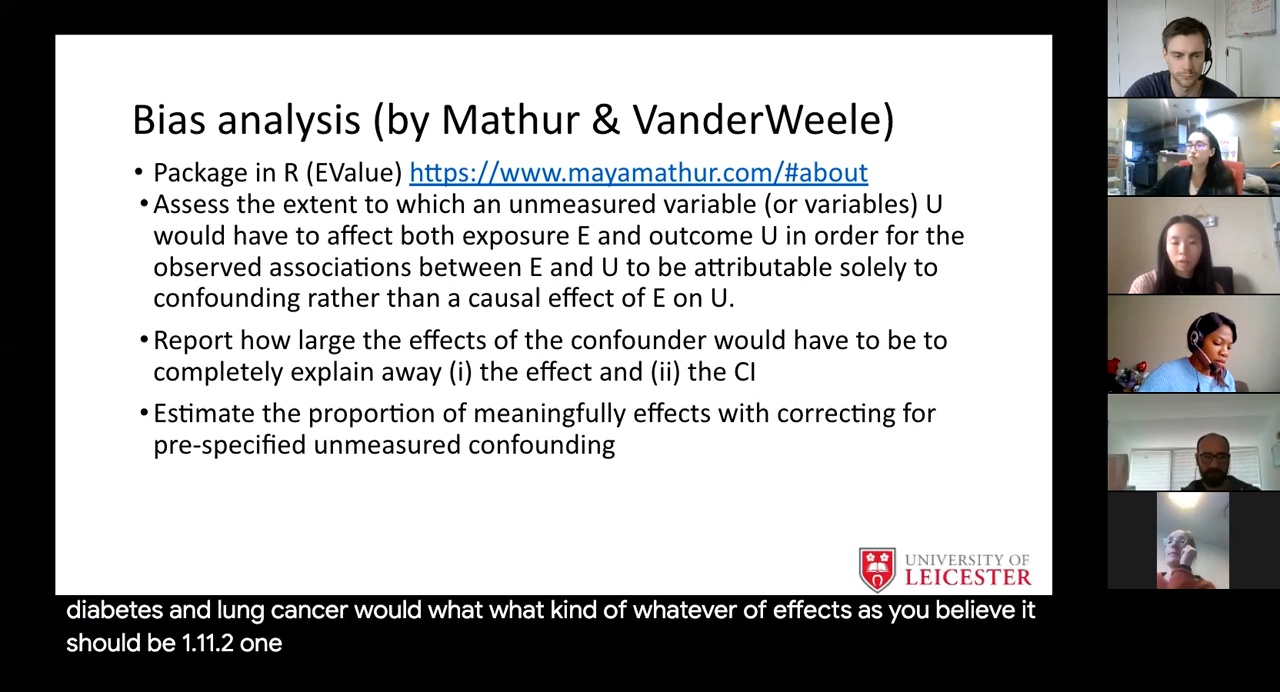 Bias analysis (by Mathur & VanderWeele)
• Package in R (EValue) https://www.mayamathur.com/#about
• Assess the extent to which an unmeasured variable (or variables) U
would have to affect both exposure E and outcome U in order for the
observed associations between E and U to be attributable solely to
confounding rather than a causal effect of E on U.
• Report how large the effects of the confounder would have to be to
completely explain away (i) the effect and (ii) the CI
• Estimate the proportion of meaningfully effects with correcting for
pre-specified unmeasured confounding
UNIVERSITY OF
LEICESTER
diabetes and lung cancer would what what kind of whatever of effects as you believe it
should be 1.11.2 one